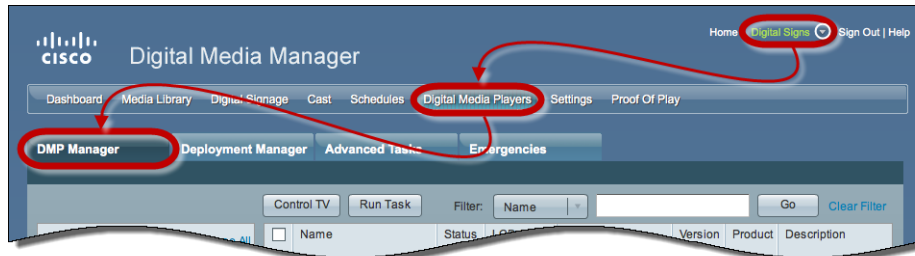 Home Digital Signs Sign Out | Help
CISCO Digital Media Manager
Dashboard Media Library Digital Signage Cast Schedules Digital Media Players Settings Proof Of Play
DMP Manager Deployment Manager Advanced Tasks Emergencies
Control TV Run Task Filter: Name Go Clear Filter
All Name Status Version Product Description